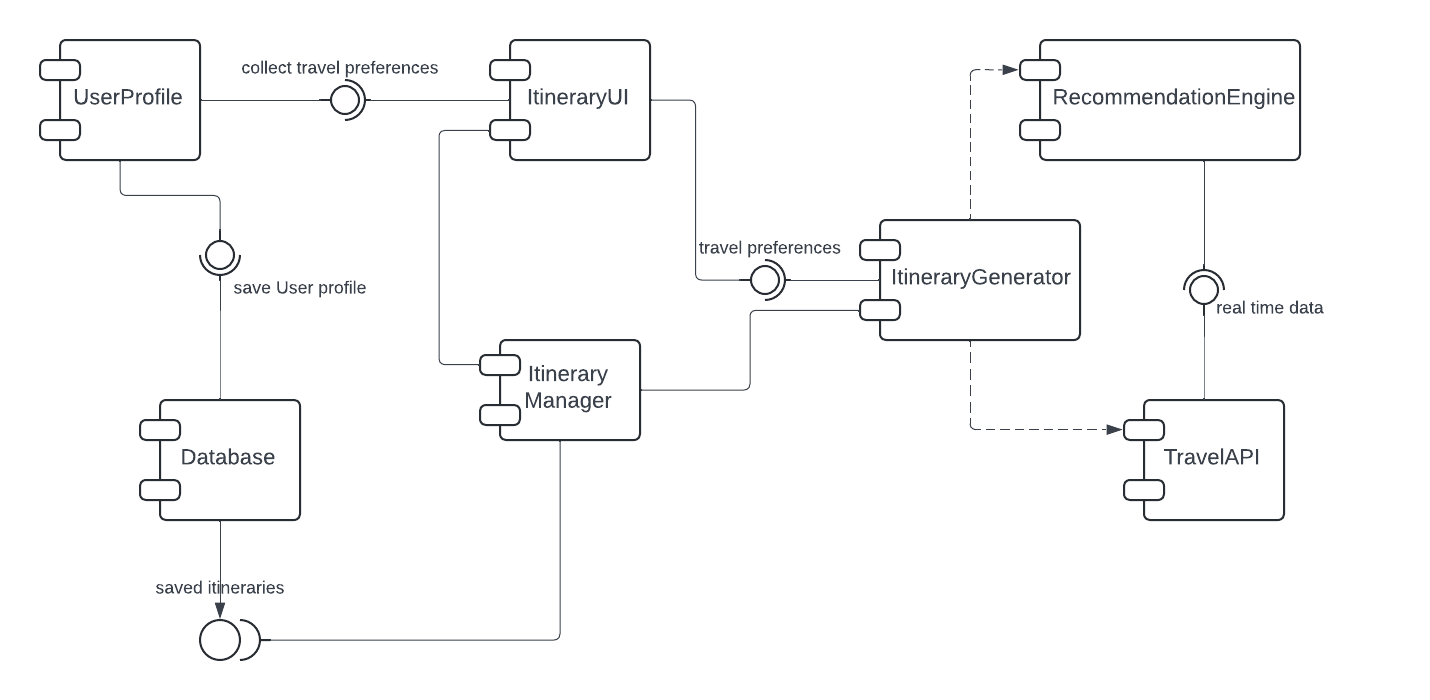 collect travel preferences
UserProfile
ItineraryUI
RecommendationEngine
travel preferences
ItineraryGenerator
save User profile
real time data
Itinerary
Manager
Database
TravelAPI
saved itineraries